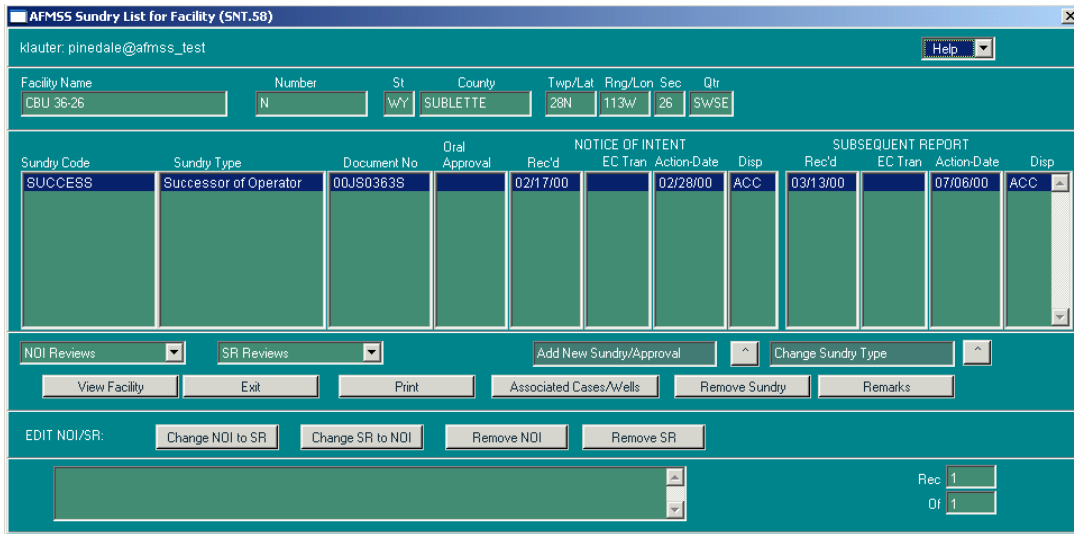 AFMSS Sundry List for Facility (SNT.58)
klauter: pinedale@afmss_test
Help
Facility Name Number St County Twp/Lat Rng/Lon Sec Qtr
CBU 36-26 N WY SUBLETTE 28N 113W 26 SWSE
Oral NOTICE OF INTENT SUBSEQUENT REPORT
Sundry Code Sundry Type Document No Approval Rec'd EC Tran Action-Date Disp Rec'd EC Tran Action-Date Disp
SUCCESS Successor of Operator 00JS0363S 02/17/00 02/28/00 ACC 03/13/00 07/06/00 ACC
NOI Reviews SR Reviews Add New Sundry/Approval ^ Change Sundry Type ^
View Facility Exit Print Associated Cases/Wells Remove Sundry Remarks
EDIT NOI/SR: Change NOI to SR Change SR to NOI Remove NOI Remove SR
Rec 1
Of 1